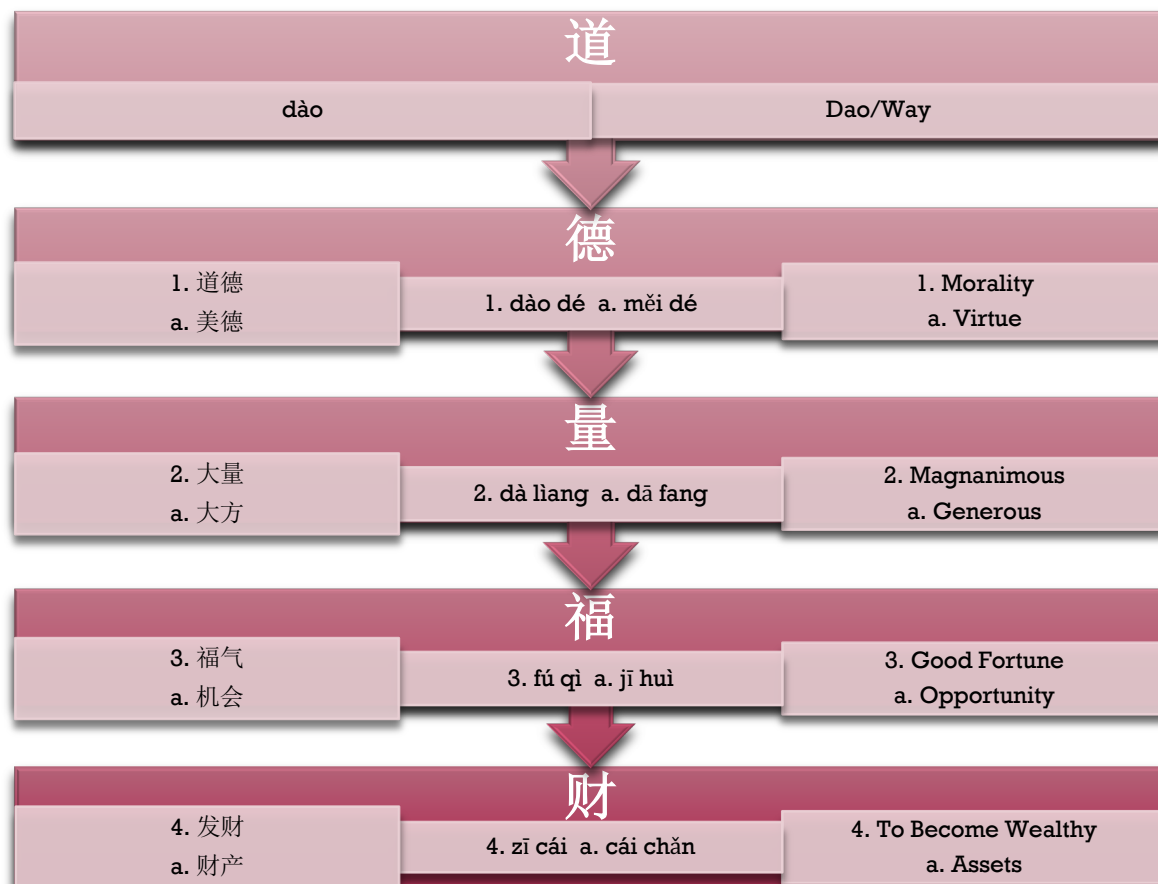 道
dào
Dao/Way
德
1. 道德
a. 美德
1. dào dé a. měi dé
1. Morality
a. Virtue
量
2. 大量
a. 大方
2. dà lìang a. dā fang
2. Magnanimous
a. Generous
福
3. 福气
a. 机会
3. fú qì a. jī huì
3. Good Fortune
a. Opportunity
财
4. 发财
a. 财产
4. zī cái a. cái chǎn
4. To Become Wealthy
a. Assets